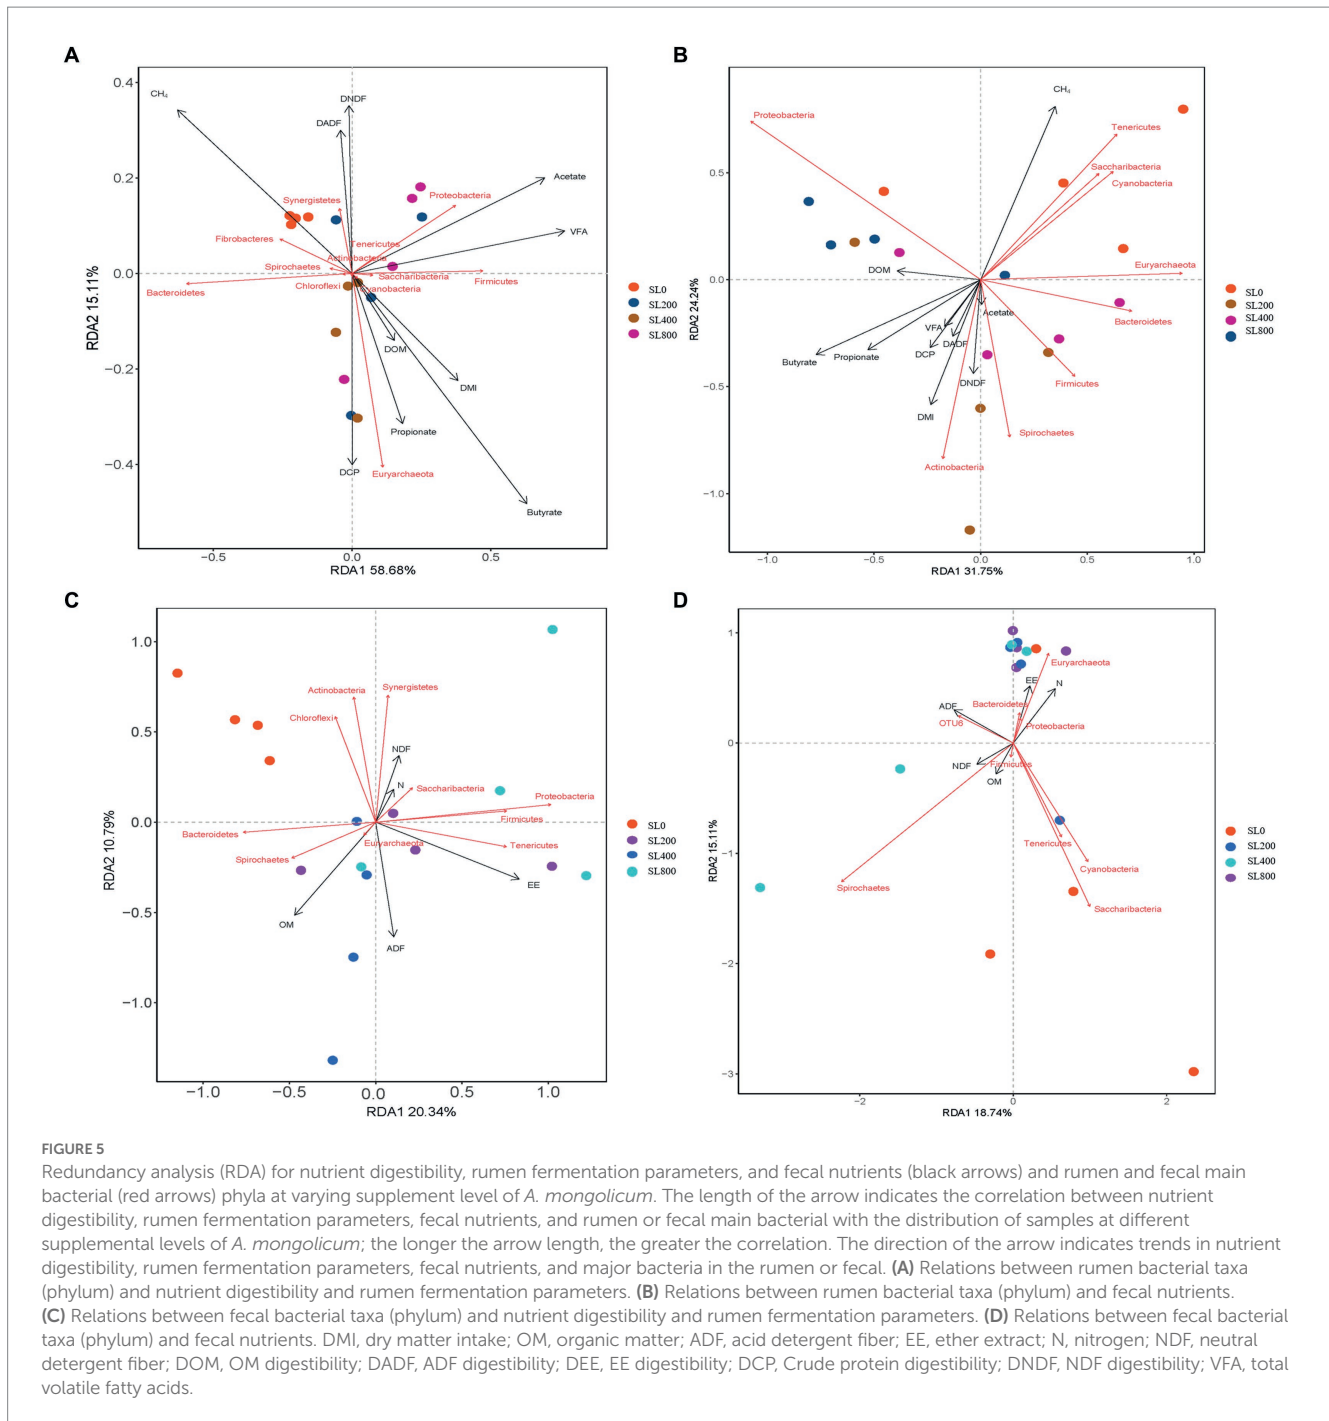 A
0.4
0.2
0.0
−0.2
−0.4
−0.5
0.0
0.5
RDA2 15.11%
RDA1 58.68%
CH₄
DNDF
DADF
Acetate
Synergistetes
Proteobacteria
VFA
Fibrobacteres
Tenericutes
Actinobacteria
Spirochaetes
Saccharibacteria
Bacteroidetes
Chloroflexi
Cyanobacteria
Firmicutes
DOM
DMI
Propionate
DCP
Euryarchaeota
Butyrate
SL0
SL200
SL400
SL800
B
0.5
0.0
−0.5
−1.0
−1.0
−0.5
0.0
0.5
1.0
RDA2 24.24%
RDA1 31.75%
CH₄
Proteobacteria
Tenericutes
Saccharibacteria
Cyanobacteria
DOM
Euryarchaeota
Acetate
Bacteroidetes
VFA
DADF
DCP
Butyrate
Propionate
DNDF
Firmicutes
DMI
Spirochaetes
Actinobacteria
SL0
SL200
SL400
SL800
C
1.0
0.5
0.0
−0.5
−1.0
−1.0
−0.5
0.0
0.5
1.0
RDA2 10.79%
RDA1 20.34%
Actinobacteria
Synergistetes
Chloroflexi
NDF
N
Saccharibacteria
Proteobacteria
Firmicutes
Bacteroidetes
Euryarchaeota
Tenericutes
Spirochaetes
EE
OM
ADF
SL0
SL200
SL400
SL800
D
1
0
−1
−2
−3
−2
0
2
RDA2 15.11%
RDA1 18.74%
Euryarchaeota
EE
N
ADF
Bacteroidetes
OTU6
Proteobacteria
NDF
Firmicutes
OM
Tenericutes
Cyanobacteria
Spirochaetes
Saccharibacteria
SL0
SL200
SL400
SL800
FIGURE 5
Redundancy analysis (RDA) for nutrient digestibility, rumen fermentation parameters, and fecal nutrients (black arrows) and rumen and fecal main
bacterial (red arrows) phyla at varying supplement level of A. mongolicum. The length of the arrow indicates the correlation between nutrient
digestibility, rumen fermentation parameters, fecal nutrients, and rumen or fecal main bacterial with the distribution of samples at different
supplemental levels of A. mongolicum; the longer the arrow length, the greater the correlation. The direction of the arrow indicates trends in nutrient
digestibility, rumen fermentation parameters, fecal nutrients, and major bacteria in the rumen or fecal. (A) Relations between rumen bacterial taxa
(phylum) and nutrient digestibility and rumen fermentation parameters. (B) Relations between rumen bacterial taxa (phylum) and fecal nutrients.
(C) Relations between fecal bacterial taxa (phylum) and nutrient digestibility and rumen fermentation parameters. (D) Relations between fecal bacterial
taxa (phylum) and fecal nutrients. DMI, dry matter intake; OM, organic matter; ADF, acid detergent fiber; EE, ether extract; N, nitrogen; NDF, neutral
detergent fiber; DOM, OM digestibility; DADF, ADF digestibility; DEE, EE digestibility; DCP, Crude protein digestibility; DNDF, NDF digestibility; VFA, total
volatile fatty acids.